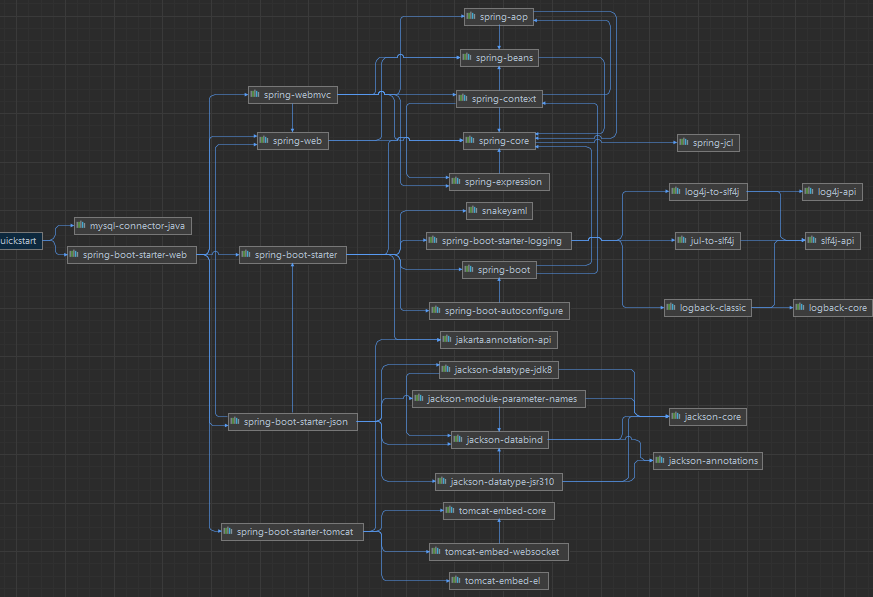 spring-aop
spring-beans
spring-webmvc
spring-context
spring-web
spring-core
spring-jcl
spring-expression
log4j-to-slf4j
log4j-api
snakeyaml
mysql-connector-java
uickstart
spring-boot-starter-logging
jul-to-slf4j
slf4j-api
spring-boot-starter-web
spring-boot-starter
spring-boot
spring-boot-autoconfigure
logback-classic
logback-core
jakarta.annotation-api
jackson-datatype-jdk8
jackson-module-parameter-names
jackson-core
spring-boot-starter-json
jackson-databind
jackson-annotations
jackson-datatype-jsr310
tomcat-embed-core
spring-boot-starter-tomcat
tomcat-embed-websocket
tomcat-embed-el